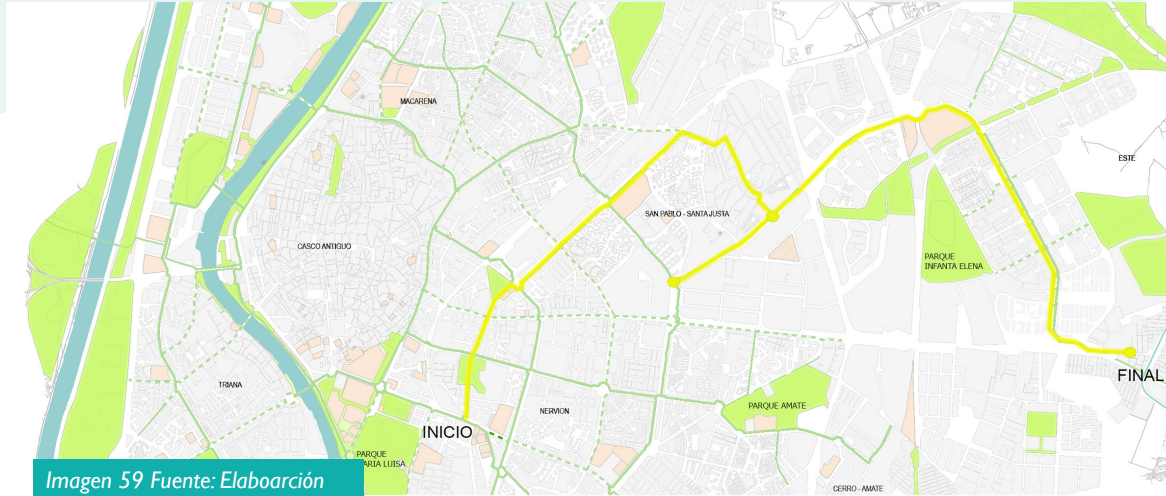 MACARENA
ESTE
SAN PABLO - SANTA JUSTA
CASCO ANTIGUO
PARQUE
INFANTA ELENA
FINAL
TRIANA
PARQUE AMATE
NERVION
INICIO
PARQUE
ARIA LUISA
CERRO - AMATE
Imagen 59 Fuente: Elaboarción